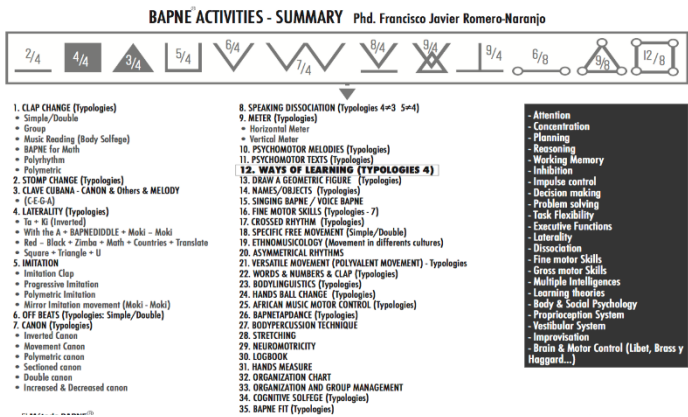 BAPNE® ACTIVITIES - SUMMARY Phd. Francisco Javier Romero-Naranjo
2/4 4/4 3/4 5/4 6/4 7/4 8/4 9/4 9/4 6/8 9/8 12/8
1. CLAP CHANGE (Typologies)
• Simple/Double
• Group
• Music Reading (Body Solfege)
• BAPNE for Math
• Polyrhythm
• Polymetric
2. STOMP CHANGE (Typologies)
3. CLAVE CUBANA - CANON & Others & MELODY
• (C-E-G-A)
4. LATERALITY (Typologies)
• Ta + Ki (Inverted)
• With the A + BAPNEDIDDLE + Moki – Moki
• Red – Black + Zimba + Math + Countries + Translate
• Square + Triangle + U
5. IMITATION
• Imitation Clap
• Progressive Imitation
• Polymetric Imitation
• Mirror Imitation movement (Moki - Moki)
6. OFF BEATS (Typologies: Simple/Double)
7. CANON (Typologies)
• Inverted Canon
• Movement Canon
• Polymetric canon
• Sectioned canon
• Double canon
• Increased & Decreased canon
8. SPEAKING DISSOCIATION (Typologies 4≠3 5≠4)
9. METER (Typologies)
• Horizontal Meter
• Vertical Meter
10. PSYCHOMOTOR MELODIES (Typologies)
11. PSYCHOMOTOR TEXTS (Typologies)
12. WAYS OF LEARNING (TYPOLOGIES 4)
13. DRAW A GEOMETRIC FIGURE (Typologies)
14. NAMES/OBJECTS (Typologies)
15. SINGING BAPNE / VOICE BAPNE
16. FINE MOTOR SKILLS (Typologies - 7)
17. CROSSED RHYTHM (Typologies)
18. SPECIFIC FREE MOVEMENT (Simple/Double)
19. ETHNOMUSICOLOGY (Movement in differents cultures)
20. ASYMMETRICAL RHYTHMS
21. VERSATILE MOVEMENT (POLYVALENT MOVEMENT) - Typologies
22. WORDS & NUMBERS & CLAP (Typologies)
23. BODYLINGUISTICS (Typologies)
24. HANDS BALL CHANGE (Typologies)
25. AFRICAN MUSIC MOTOR CONTROL (Typologies)
26. BAPNETAPDANCE (Typologies)
27. BODYPERCUSSION TECHNIQUE
28. STRETCHING
29. NEUROMOTRICITY
30. LOGBOOK
31. HANDS MEASURE
32. ORGANIZATION CHART
33. ORGANIZATION AND GROUP MANAGEMENT
34. COGNITIVE SOLFEGE (Typologies)
35. BAPNE FIT (Typologies)
- Attention
- Concentration
- Planning
- Reasoning
- Working Memory
- Inhibition
- Impulse control
- Decision making
- Problem solving
- Task Flexibility
- Executive Functions
- Laterality
- Dissociation
- Fine motor Skills
- Gross motor Skills
- Multiple Intelligences
- Learning theories
- Body & Social Psychology
- Proprioception System
- Vestibular System
- Improvisation
- Brain & Motor Control (Libet, Brass y
Haggard...)